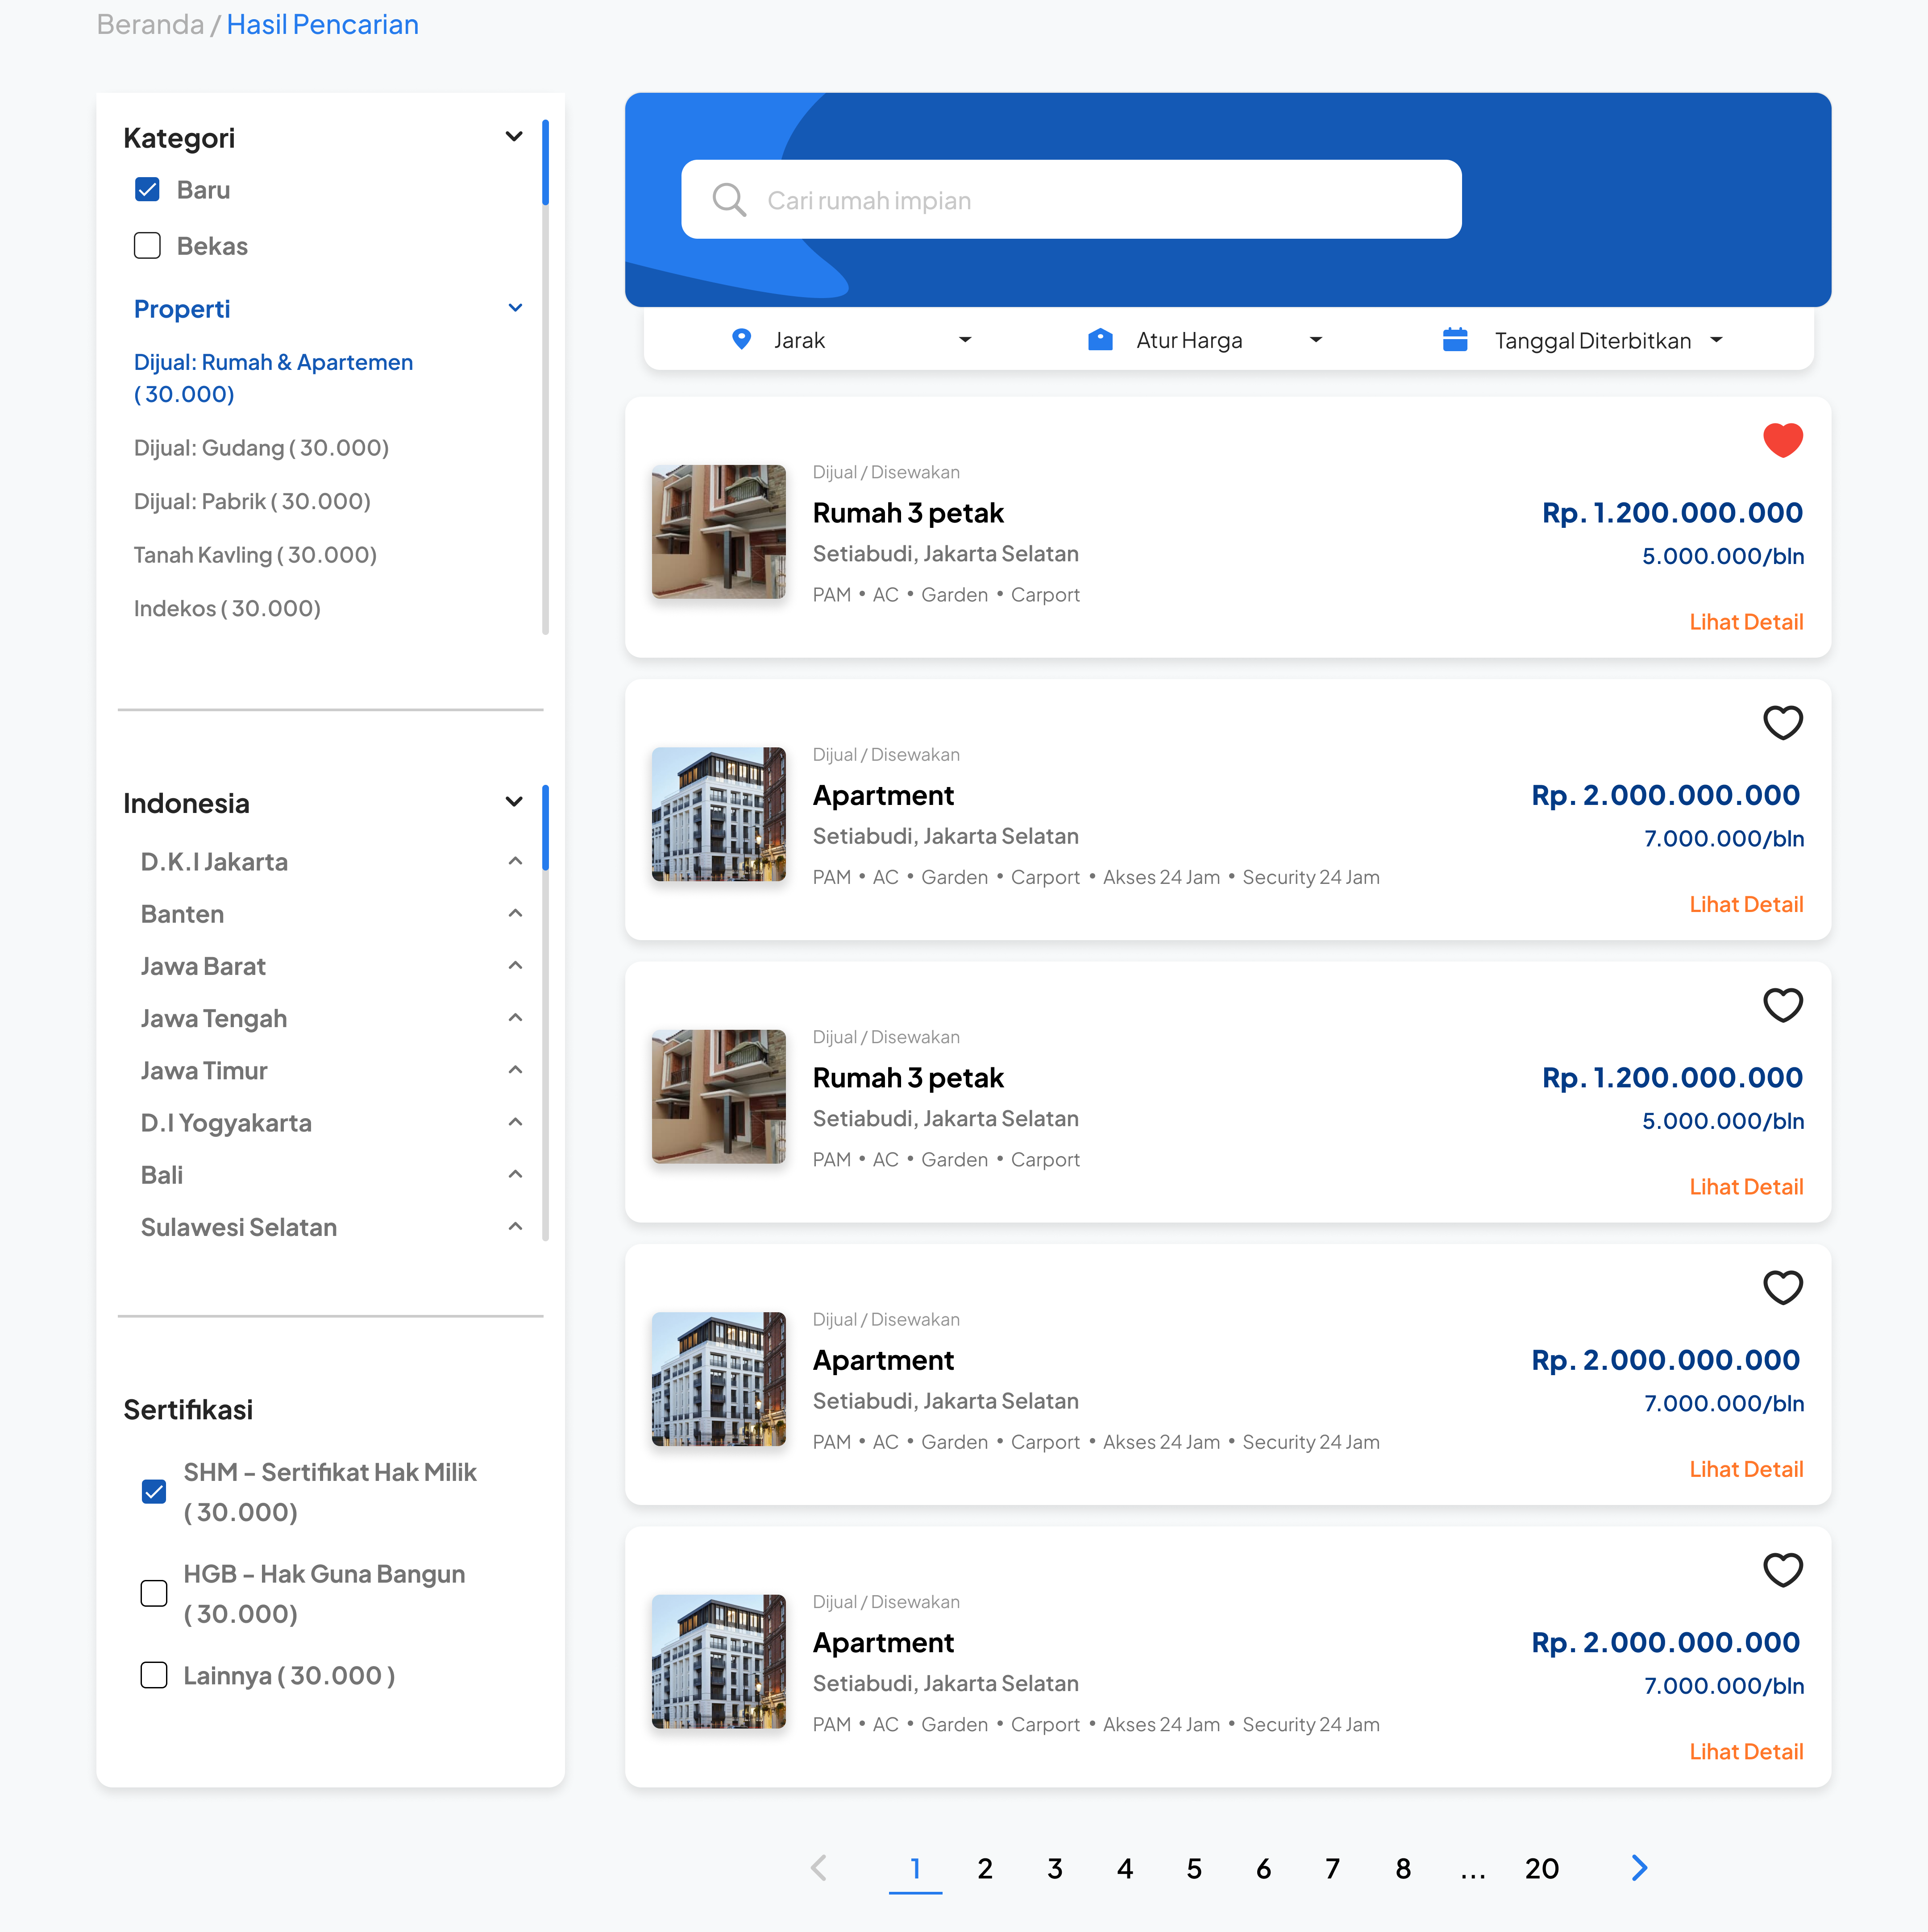 Beranda / Hasil Pencarian
Kategori
Baru
Bekas
Properti
Dijual: Rumah & Apartemen
( 30.000)
Dijual: Gudang ( 30.000)
Dijual: Pabrik ( 30.000)
Tanah Kavling ( 30.000)
Indekos ( 30.000)
Indonesia
D.K.I Jakarta
Banten
Jawa Barat
Jawa Tengah
Jawa Timur
D.I Yogyakarta
Bali
Sulawesi Selatan
Sertifikasi
SHM - Sertifikat Hak Milik
( 30.000)
HGB - Hak Guna Bangun
( 30.000)
Lainnya ( 30.000 )
Cari rumah impian
Jarak
Atur Harga
Tanggal Diterbitkan
Dijual / Disewakan
Rumah 3 petak
Setiabudi, Jakarta Selatan
PAM • AC • Garden • Carport
Rp. 1.200.000.000
5.000.000/bln
Lihat Detail
Dijual / Disewakan
Apartment
Setiabudi, Jakarta Selatan
PAM • AC • Garden • Carport • Akses 24 Jam • Security 24 Jam
Rp. 2.000.000.000
7.000.000/bln
Lihat Detail
Dijual / Disewakan
Rumah 3 petak
Setiabudi, Jakarta Selatan
PAM • AC • Garden • Carport
Rp. 1.200.000.000
5.000.000/bln
Lihat Detail
Dijual / Disewakan
Apartment
Setiabudi, Jakarta Selatan
PAM • AC • Garden • Carport • Akses 24 Jam • Security 24 Jam
Rp. 2.000.000.000
7.000.000/bln
Lihat Detail
Dijual / Disewakan
Apartment
Setiabudi, Jakarta Selatan
PAM • AC • Garden • Carport • Akses 24 Jam • Security 24 Jam
Rp. 2.000.000.000
7.000.000/bln
Lihat Detail
1 2 3 4 5 6 7 8 ... 20